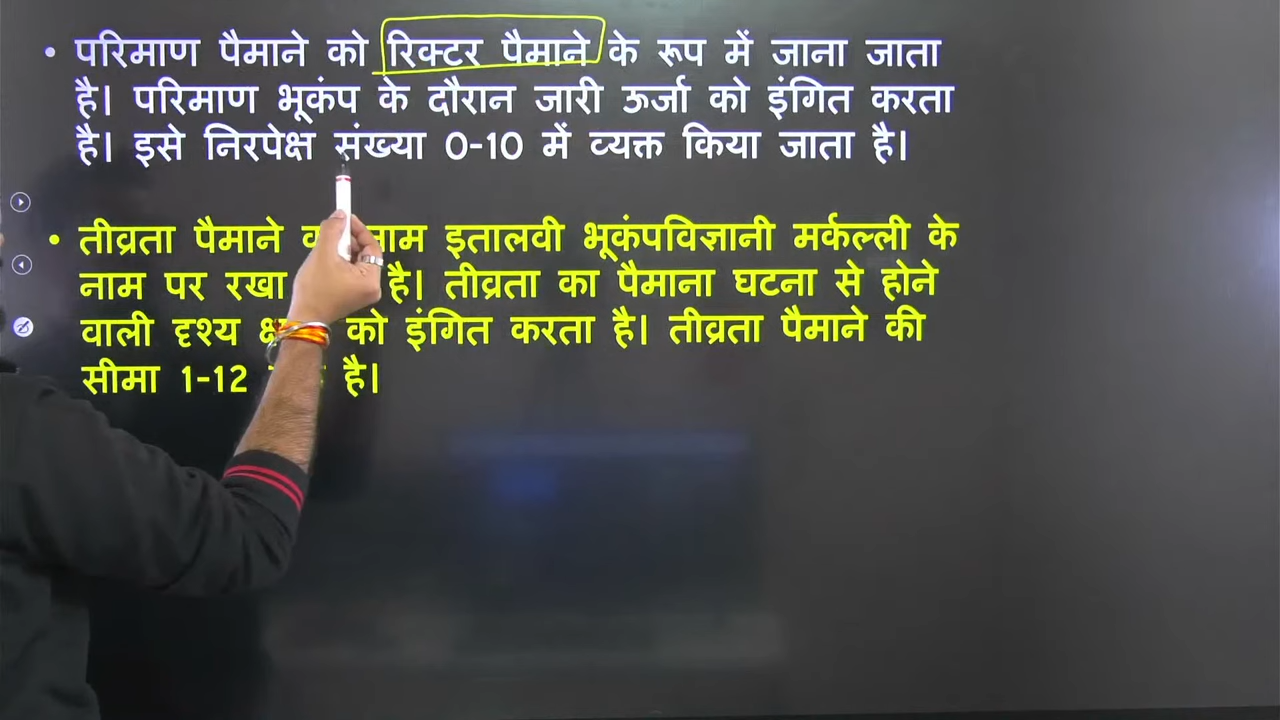 • परिमाण पैमाने को रिक्टर पैमाने के रूप में जाना जाता
है। परिमाण भूकंप के दौरान जारी ऊर्जा को इंगित करता
है। इसे निरपेक्ष संख्या 0-10 में व्यक्त किया जाता है।
• तीव्रता पैमाने नाम इतालवी भूकंपविज्ञानी मर्कल्ली के
नाम पर रखा है। तीव्रता का पैमाना घटना से होने
वाली दृश्य को इंगित करता है। तीव्रता पैमाने की
सीमा 1-12 है।